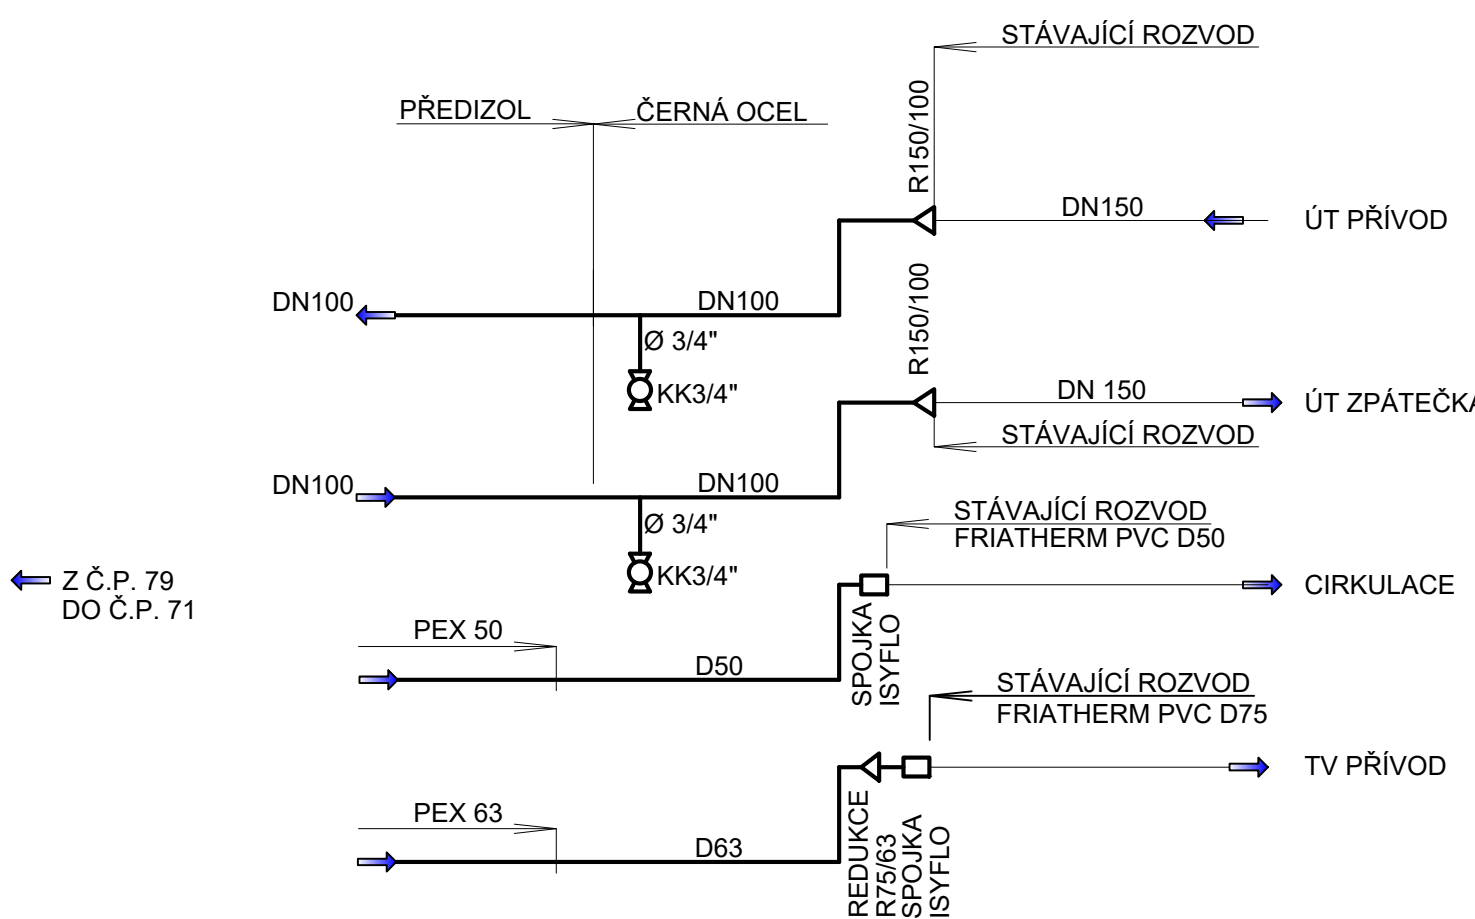 STÁVAJÍCÍ ROZVOD
PŘEDIZOL
ČERNÁ OCEL
R150/100
DN150
ÚT PŘÍVOD
DN100
DN100
Ø 3/4"
KK3/4"
R150/100
DN 150
ÚT ZPÁTEČKA
STÁVAJÍCÍ ROZVOD
DN100
DN100
Ø 3/4"
KK3/4"
STÁVAJÍCÍ ROZVOD
FRIATHERM PVC D50
Z Č.P. 79
DO Č.P. 71
CIRKULACE
PEX 50
D50
SPOJKA
ISYFLO
STÁVAJÍCÍ ROZVOD
FRIATHERM PVC D75
TV PŘÍVOD
PEX 63
D63
REDUKCE
R75/63
SPOJKA
ISYFLO